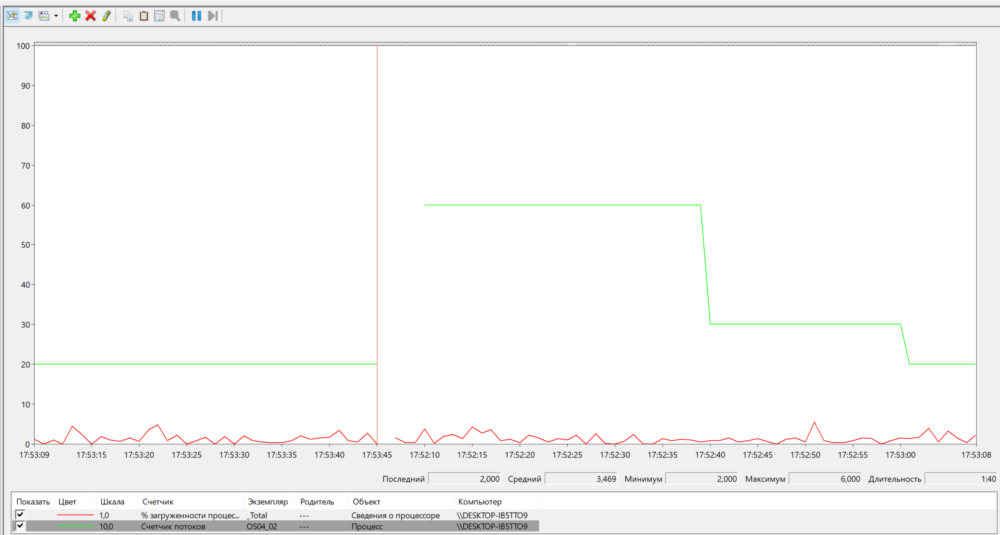 100
90
80
70
60
50
40
30
20
10
0
17:53:09 17:53:15 17:53:20 17:53:25 17:53:30 17:53:35 17:53:40 17:53:45 17:52:10 17:52:15 17:52:20 17:52:25 17:52:30 17:52:35 17:52:40 17:52:45 17:52:50 17:52:55 17:53:00 17:53:08
Последний 2,000 Средний 3,469 Минимум 2,000 Максимум 6,000 Длительность 1:40
Показать Цвет Шкала Счетчик Экземпляр Родитель Объект Компьютер
1,0 % загруженности процес... _Total --- Сведения о процессоре \\DESKTOP-IB5TTO9
10,0 Счетчик потоков OS04_02 --- Процесс \\DESKTOP-IB5TTO9